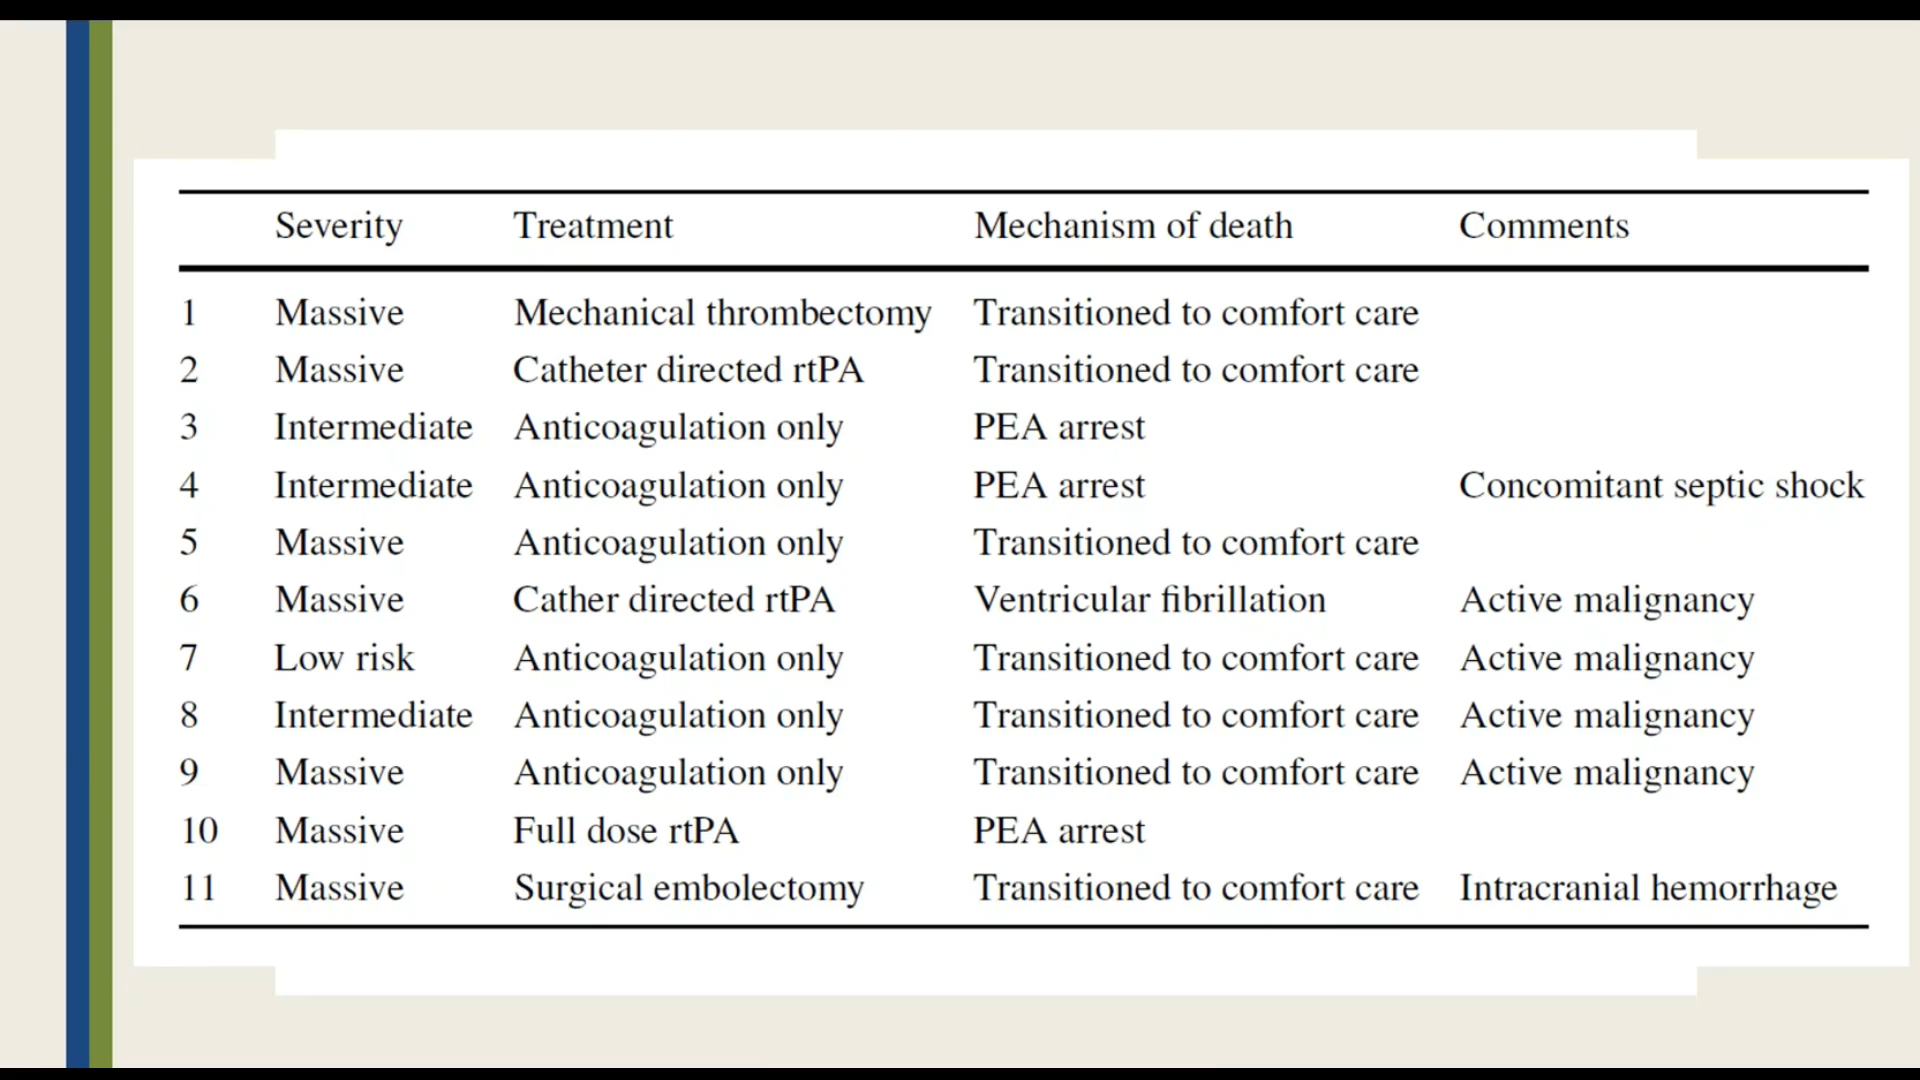 Severity Treatment Mechanism of death Comments
1 Massive Mechanical thrombectomy Transitioned to comfort care
2 Massive Catheter directed rtPA Transitioned to comfort care
3 Intermediate Anticoagulation only PEA arrest
4 Intermediate Anticoagulation only PEA arrest Concomitant septic shock
5 Massive Anticoagulation only Transitioned to comfort care
6 Massive Cather directed rtPA Ventricular fibrillation Active malignancy
7 Low risk Anticoagulation only Transitioned to comfort care Active malignancy
8 Intermediate Anticoagulation only Transitioned to comfort care Active malignancy
9 Massive Anticoagulation only Transitioned to comfort care Active malignancy
10 Massive Full dose rtPA PEA arrest
11 Massive Surgical embolectomy Transitioned to comfort care Intracranial hemorrhage